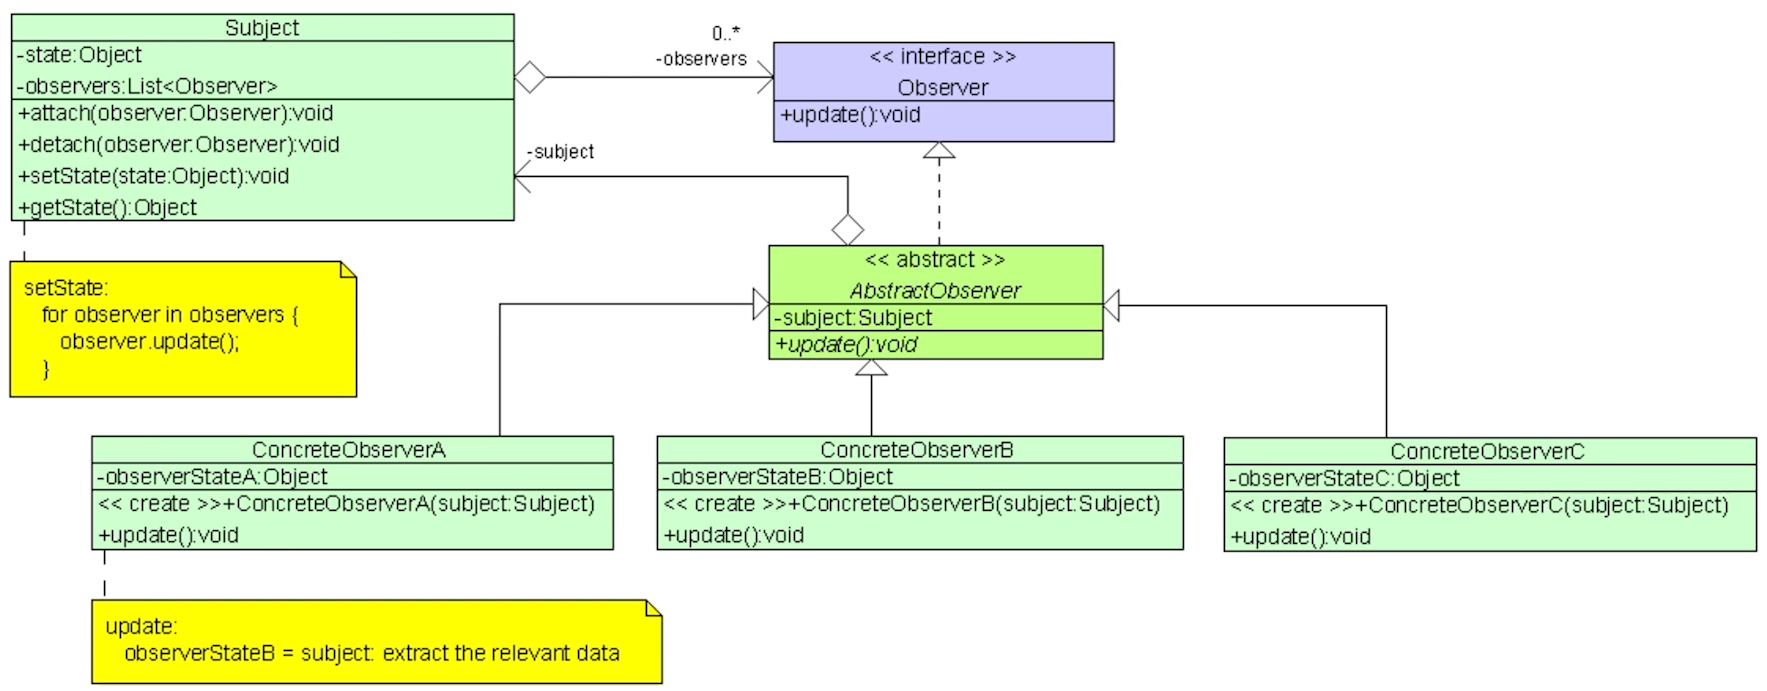 Subject
-state:Object
-observers:List<Observer>
+attach(observer:Observer):void
+detach(observer:Observer):void
+setState(state:Object):void
+getState():Object
0..*
-observers
<< interface >>
Observer
+update():void
-subject
setState:
for observer in observers {
observer.update();
}
<< abstract >>
AbstractObserver
-subject:Subject
+update():void
ConcreteObserverA
-observerStateA:Object
<< create >>+ConcreteObserverA(subject:Subject)
+update():void
ConcreteObserverB
-observerStateB:Object
<< create >>+ConcreteObserverB(subject:Subject)
+update():void
ConcreteObserverC
-observerStateC:Object
<< create >>+ConcreteObserverC(subject:Subject)
+update():void
update:
observerStateB = subject: extract the relevant data